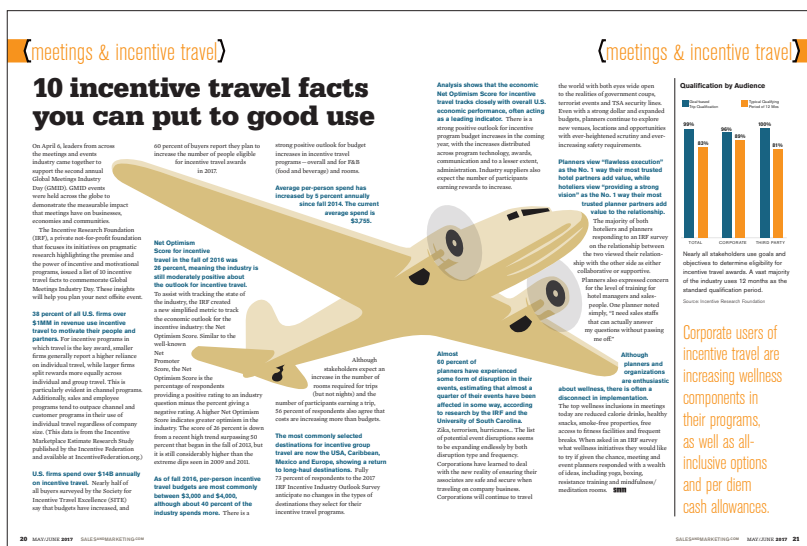 {meetings & incentive travel}
{meetings & incentive travel}
10 incentive travel facts
you can put to good use
On April 6, leaders from across
the meetings and events
industry came together to
support the second annual
Global Meetings Industry
Day (GMID). GMID events
were held across the globe to
demonstrate the measurable impact
that meetings have on businesses,
economies and communities.
The Incentive Research Foundation
(IRF), a private not-for-profit foundation
that focuses its initiatives on pragmatic
research highlighting the premise and
the power of incentive and motivational
programs, issued a list of 10 incentive
travel facts to commemorate Global
Meetings Industry Day. These insights
will help you plan your next offsite event.
38 percent of all U.S. firms over
$1MM in revenue use incentive
travel to motivate their people and
partners. For incentive programs in
which travel is the key award, smaller
firms generally report a higher reliance
on individual travel, while larger firms
split rewards more equally across
individual and group travel. This is
particularly evident in channel programs.
Additionally, sales and employee
programs tend to outpace channel and
customer programs in their use of
individual travel regardless of company
size. (This data is from the Incentive
Marketplace Estimate Research Study
published by the Incentive Federation
and available at IncentiveFederation.org.)
U.S. firms spend over $14B annually
on incentive travel. Nearly half of
all buyers surveyed by the Society for
Incentive Travel Excellence (SITE)
say that budgets have increased, and
60 percent of buyers report they plan to
increase the number of people eligible
for incentive travel awards
in 2017.
Net Optimism
Score for incentive
travel in the fall of 2016 was
26 percent, meaning the industry is
still moderately positive about
the outlook for incentive travel.
To assist with tracking the state of
the industry, the IRF created
a new simplified metric to track
the economic outlook for the
incentive industry: the Net
Optimism Score. Similar to the
well-known
Net
Promoter
Score, the Net
Optimism Score is the
percentage of respondents
providing a positive rating to an industry
question minus the percent giving a
negative rating. A higher Net Optimism
Score indicates greater optimism in the
industry. The score of 26 percent is down
from a recent high trend surpassing 50
percent that began in the fall of 2013, but
it is still considerably higher than the
extreme dips seen in 2009 and 2011.
As of fall 2016, per-person incentive
travel budgets are most commonly
between $3,000 and $4,000,
although about 40 percent of the
industry spends more. There is a
strong positive outlook for budget
increases in incentive travel
programs — overall and for F&B
(food and beverage) and rooms.
Average per-person spend has
increased by 5 percent annually
since fall 2014. The current
average spend is
$3,755.
Although
stakeholders expect an
increase in the number of
rooms required for trips
(but not nights) and the
number of participants earning a trip,
56 percent of respondents also agree that
costs are increasing more than budgets.
The most commonly selected
destinations for incentive group
travel are now the USA, Caribbean,
Mexico and Europe, showing a return
to long-haul destinations. Fully
73 percent of respondents to the 2017
IRF Incentive Industry Outlook Survey
anticipate no changes in the types of
destinations they select for their
incentive travel programs.
Analysis shows that the economic
Net Optimism Score for incentive
travel tracks closely with overall U.S.
economic performance, often acting
as a leading indicator. There is a
strong positive outlook for incentive
program budget increases in the coming
year, with the increases distributed
across program technology, awards,
communication and to a lesser extent,
administration. Industry suppliers also
expect the number of participants
earning rewards to increase.
Almost
60 percent of
planners have experienced
some form of disruption in their
events, estimating that almost a
quarter of their events have been
affected in some way, according
to research by the IRF and the
University of South Carolina.
Zika, terrorism, hurricanes.. The list
of potential event disruptions seems
to be expanding endlessly by both
disruption type and frequency.
Corporations have learned to deal
with the new reality of ensuring their
associates are safe and secure when
traveling on company business.
Corporations will continue to travel
the world with both eyes wide open
to the realities of government coups,
terrorist events and TSA security lines.
Even with a strong dollar and expanded
budgets, planners continue to explore
new venues, locations and opportunities
with ever-heightened scrutiny and ever-
increasing safety requirements.
Planners view “flawless execution”
as the No. 1 way their most trusted
hotel partners add value, while
hoteliers view “providing a strong
vision” as the No. 1 way their most
trusted planner partners add
value to the relationship.
The majority of both
hoteliers and planners
responding to an IRF survey
on the relationship between
the two viewed their relation-
ship with the other side as either
collaborative or supportive.
Planners also expressed concern
for the level of training for
hotel managers and sales-
people. One planner noted
simply, “I need sales staff
that can actually answer
my questions without passing
me off.”
Although
planners and
organizations
are enthusiastic
about wellness, there is often a
disconnect in implementation.
The top wellness inclusions in meetings
today are reduced calorie drinks, healthy
snacks, smoke-free properties, free
access to fitness facilities and frequent
breaks. When asked in an IRF survey
what wellness initiatives they would like
to try if given the chance, meeting and
event planners responded with a wealth
of ideas, including yoga, boxing,
resistance training and mindfulness/
meditation rooms. smm
Qualification by Audience
Goal-based
Trip Qualification
Typical Qualifying
Period of 12 Mos
99%
83%
96%
89%
100%
81%
TOTAL
CORPORATE
THIRD PARTY
Nearly all stakeholders use goals and
objectives to determine eligibility for
incentive travel awards. A vast majority
of the industry uses 12 months as the
standard qualification period.
Source: Incentive Research Foundation
Corporate users of
incentive travel are
increasing wellness
components in
their programs,
as well as all-
inclusive options
and per diem
cash allowances.
20 MAY/JUNE 2017 SALESANDMARKETING.COM
SALESANDMARKETING.COM MAY/JUNE 2017 21